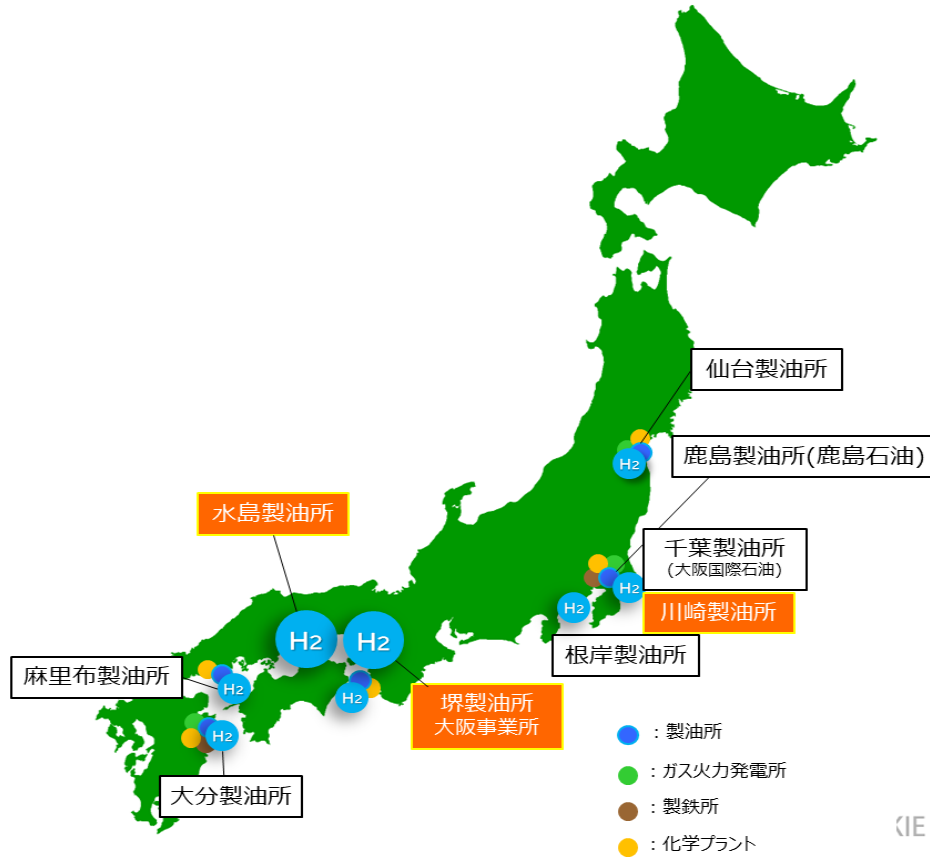 仙台製油所
鹿島製油所(鹿島石油)
水島製油所
千葉製油所
(大阪国際石油)
川崎製油所
根岸製油所
麻里布製油所
堺製油所
大阪事業所
大分製油所
H2
H2
H2
H2
H2
H2
H2
H2
：製油所
：ガス火力発電所
：製鉄所
：化学プラント